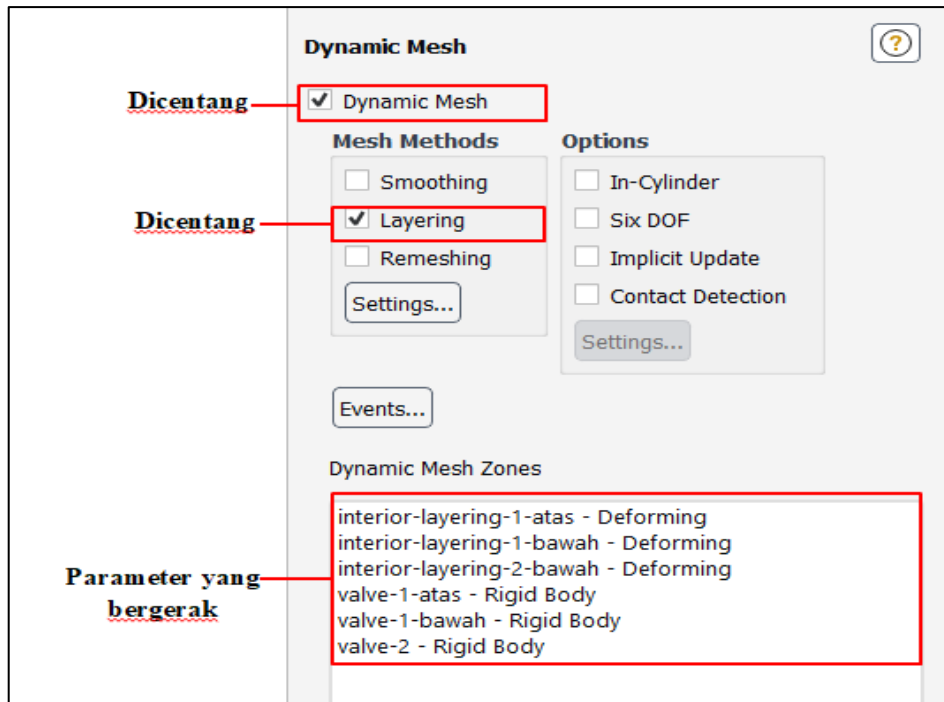 Dynamic Mesh
?
Dicentang
Dynamic Mesh
Mesh Methods
Options
Smoothing
In-Cylinder
Dicentang
Layering
Six DOF
Remeshing
Implicit Update
Settings...
Contact Detection
Settings...
Events...
Dynamic Mesh Zones
interior-layering-1-atas - Deforming
interior-layering-1-bawah - Deforming
interior-layering-2-bawah - Deforming
valve-1-atas - Rigid Body
valve-1-bawah - Rigid Body
valve-2 - Rigid Body
Parameter yang
bergerak